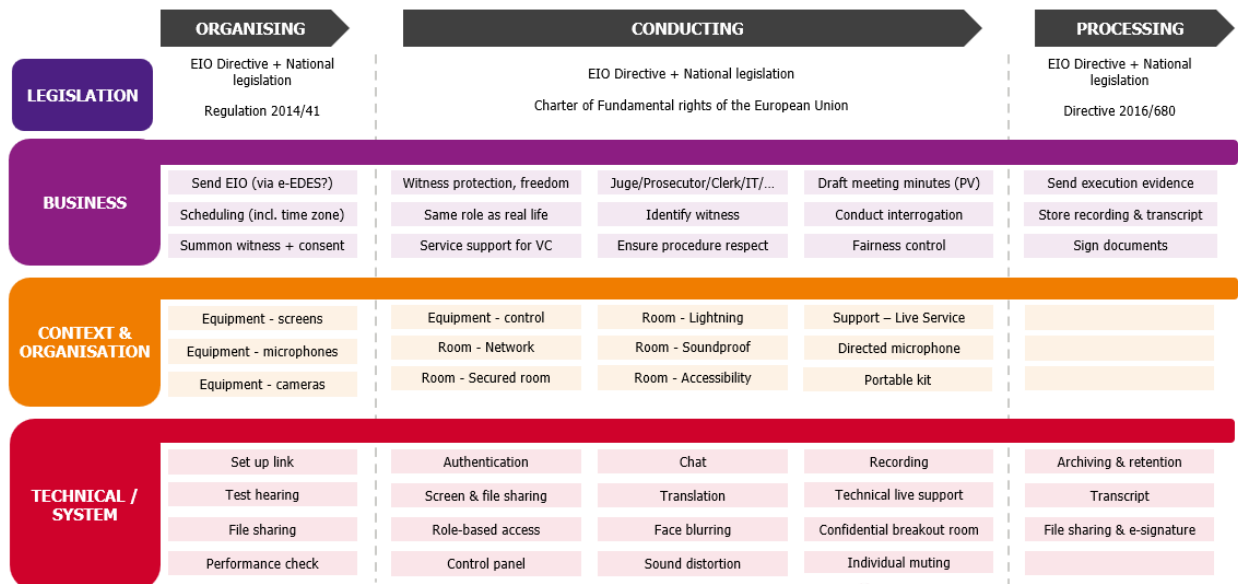 ORGANISING
CONDUCTING
PROCESSING
LEGISLATION
EIO Directive + National
legislation
Regulation 2014/41
EIO Directive + National legislation
Charter of Fundamental rights of the European Union
EIO Directive + National
legislation
Directive 2016/680
BUSINESS
Send EIO (via e-EDES?)
Witness protection, freedom
Juge/Prosecutor/Clerk/IT/...
Draft meeting minutes (PV)
Send execution evidence
Scheduling (incl. time zone)
Same role as real life
Identify witness
Conduct interrogation
Store recording & transcript
Summon witness + consent
Service support for VC
Ensure procedure respect
Fairness control
Sign documents
CONTEXT &
ORGANISATION
Equipment - screens
Equipment - control
Room - Lightning
Support – Live Service
Equipment - microphones
Room - Network
Room - Soundproof
Directed microphone
Equipment - cameras
Room - Secured room
Room - Accessibility
Portable kit
TECHNICAL /
SYSTEM
Set up link
Authentication
Chat
Recording
Archiving & retention
Test hearing
Screen & file sharing
Translation
Technical live support
Transcript
File sharing
Role-based access
Face blurring
Confidential breakout room
File sharing & e-signature
Performance check
Control panel
Sound distortion
Individual muting